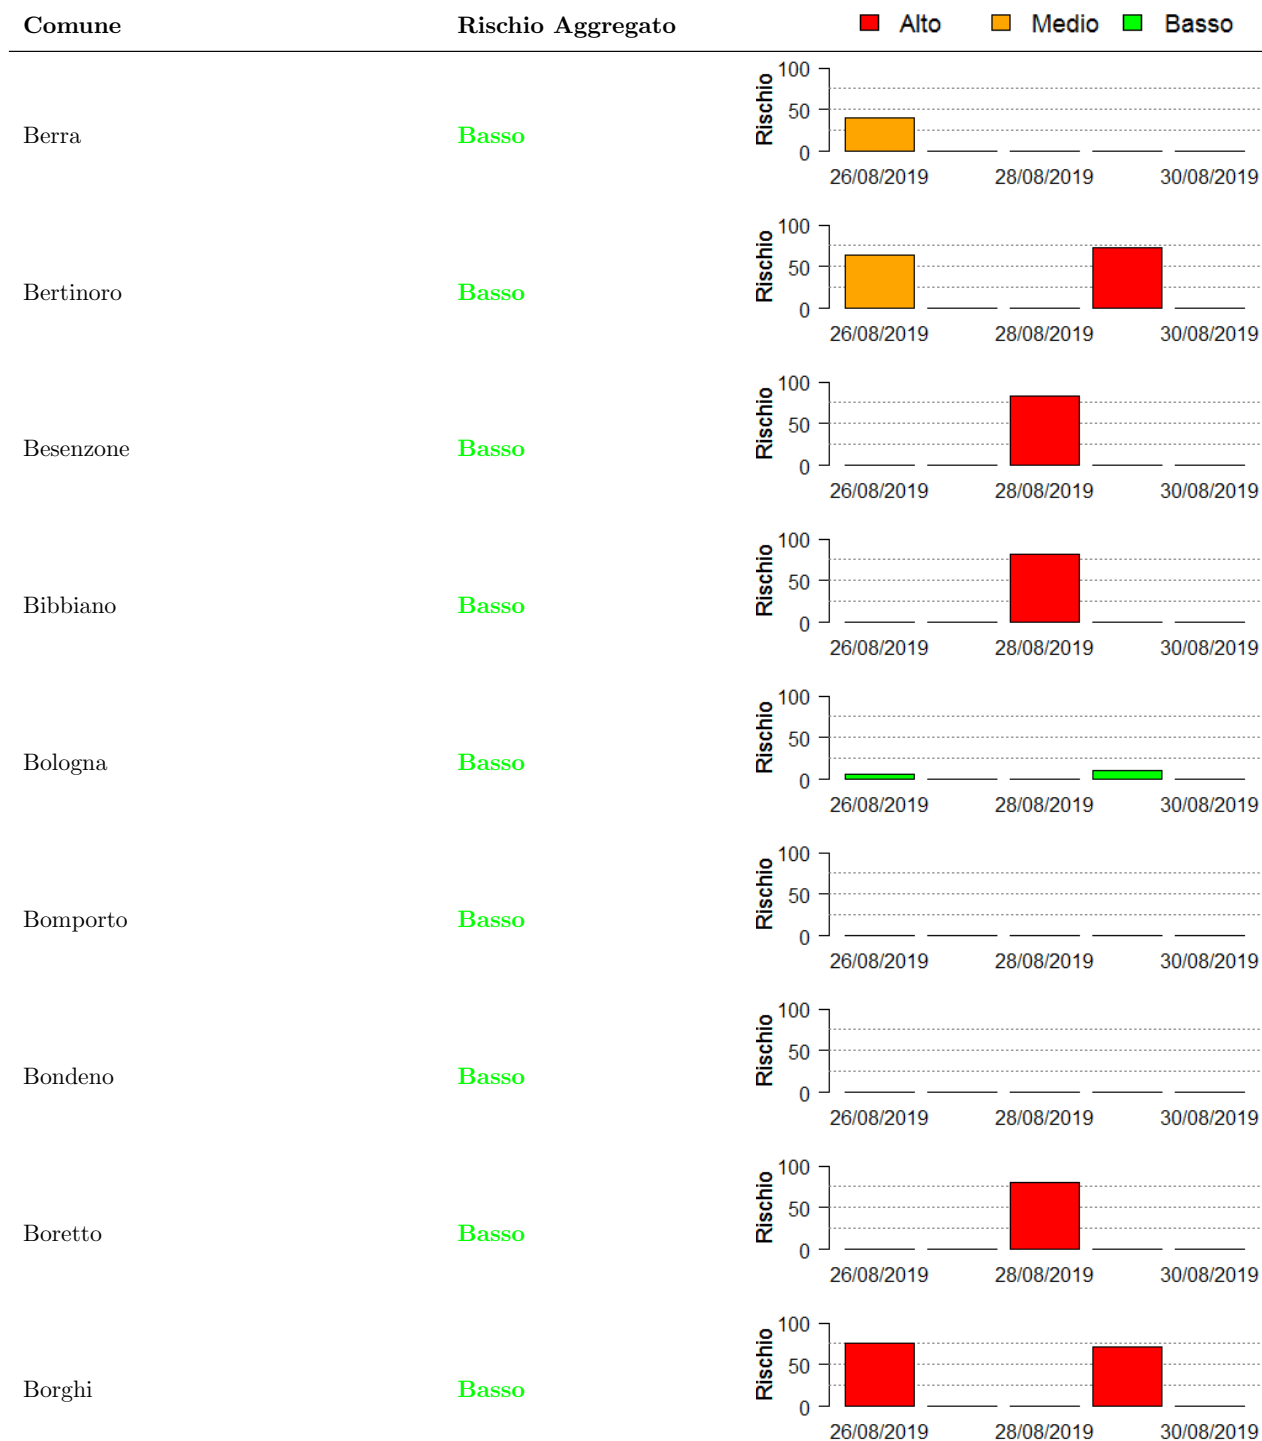 Comune Rischio Aggregato Alto Medio Basso
Berra Basso Rischio 100 50 0
26/08/2019 28/08/2019 30/08/2019
Bertinoro Basso Rischio 100 50 0
26/08/2019 28/08/2019 30/08/2019
Besenzone Basso Rischio 100 50 0
26/08/2019 28/08/2019 30/08/2019
Bibbiano Basso Rischio 100 50 0
26/08/2019 28/08/2019 30/08/2019
Bologna Basso Rischio 100 50 0
26/08/2019 28/08/2019 30/08/2019
Bomporto Basso Rischio 100 50 0
26/08/2019 28/08/2019 30/08/2019
Bondeno Basso Rischio 100 50 0
26/08/2019 28/08/2019 30/08/2019
Boretto Basso Rischio 100 50 0
26/08/2019 28/08/2019 30/08/2019
Borghi Basso Rischio 100 50 0
26/08/2019 28/08/2019 30/08/2019